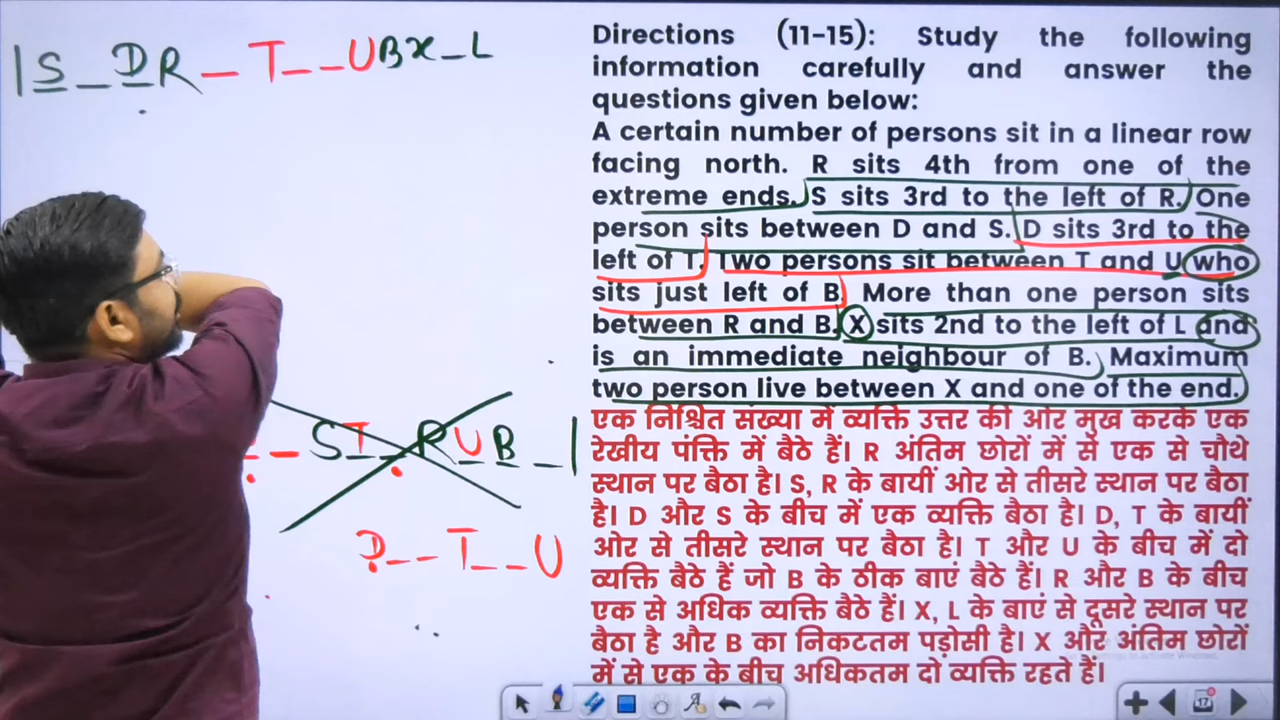 |S _ D R _ T _ _ U B x _ L
Directions (11-15): Study the following
information carefully and answer the
questions given below:
A certain number of persons sit in a linear row
facing north. R sits 4th from one of the
extreme ends. S sits 3rd to the left of R. One
person sits between D and S. D sits 3rd to the
left of T. Two persons sit between T and U who
sits just left of B. More than one person sits
between R and B. X sits 2nd to the left of L and
is an immediate neighbour of B. Maximum
two person live between X and one of the end.
एक निश्चित संख्या में व्यक्ति उत्तर की ओर मुख करके एक
रेखीय पंक्ति में बैठे हैं। R अंतिम छोरों में से एक से चौथे
स्थान पर बैठा है। S, R के बायीं ओर से तीसरे स्थान पर बैठा
है। D और S के बीच में एक व्यक्ति बैठा है। D, T के बायीं
ओर से तीसरे स्थान पर बैठा है। T और U के बीच में दो
व्यक्ति बैठे हैं जो B के ठीक बाएं बैठे हैं। R और B के बीच
एक से अधिक व्यक्ति बैठे हैं। X, L के बाएं से दूसरे स्थान पर
बैठा है और B का निकटतम पड़ोसी है। X और अंतिम छोरों
में से एक के बीच अधिकतम दो व्यक्ति रहते हैं।
_ S T _ R U B _ |
D _ _ T _ _ U
17